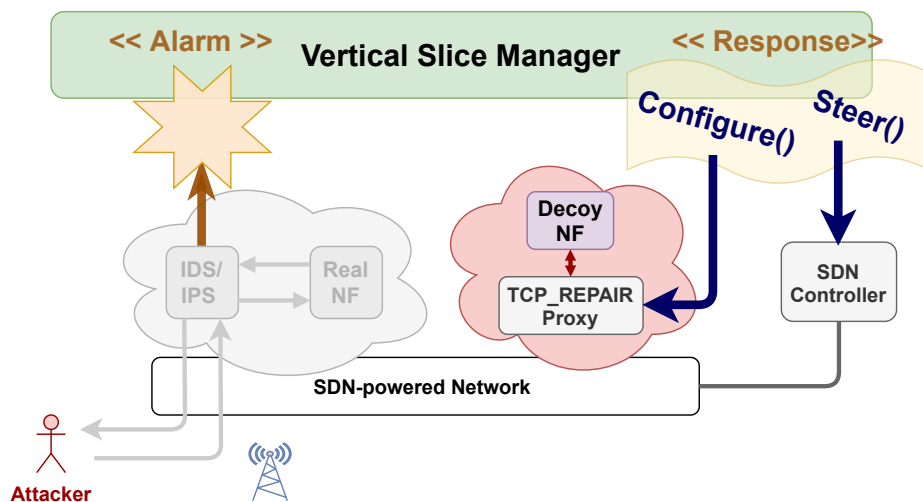 << Alarm >>
<< Response>>
Vertical Slice Manager
Configure()
Steer()
Decoy
NF
IDS/
IPS
Real
NF
TCP_REPAIR
Proxy
SDN
Controller
SDN-powered Network
Attacker